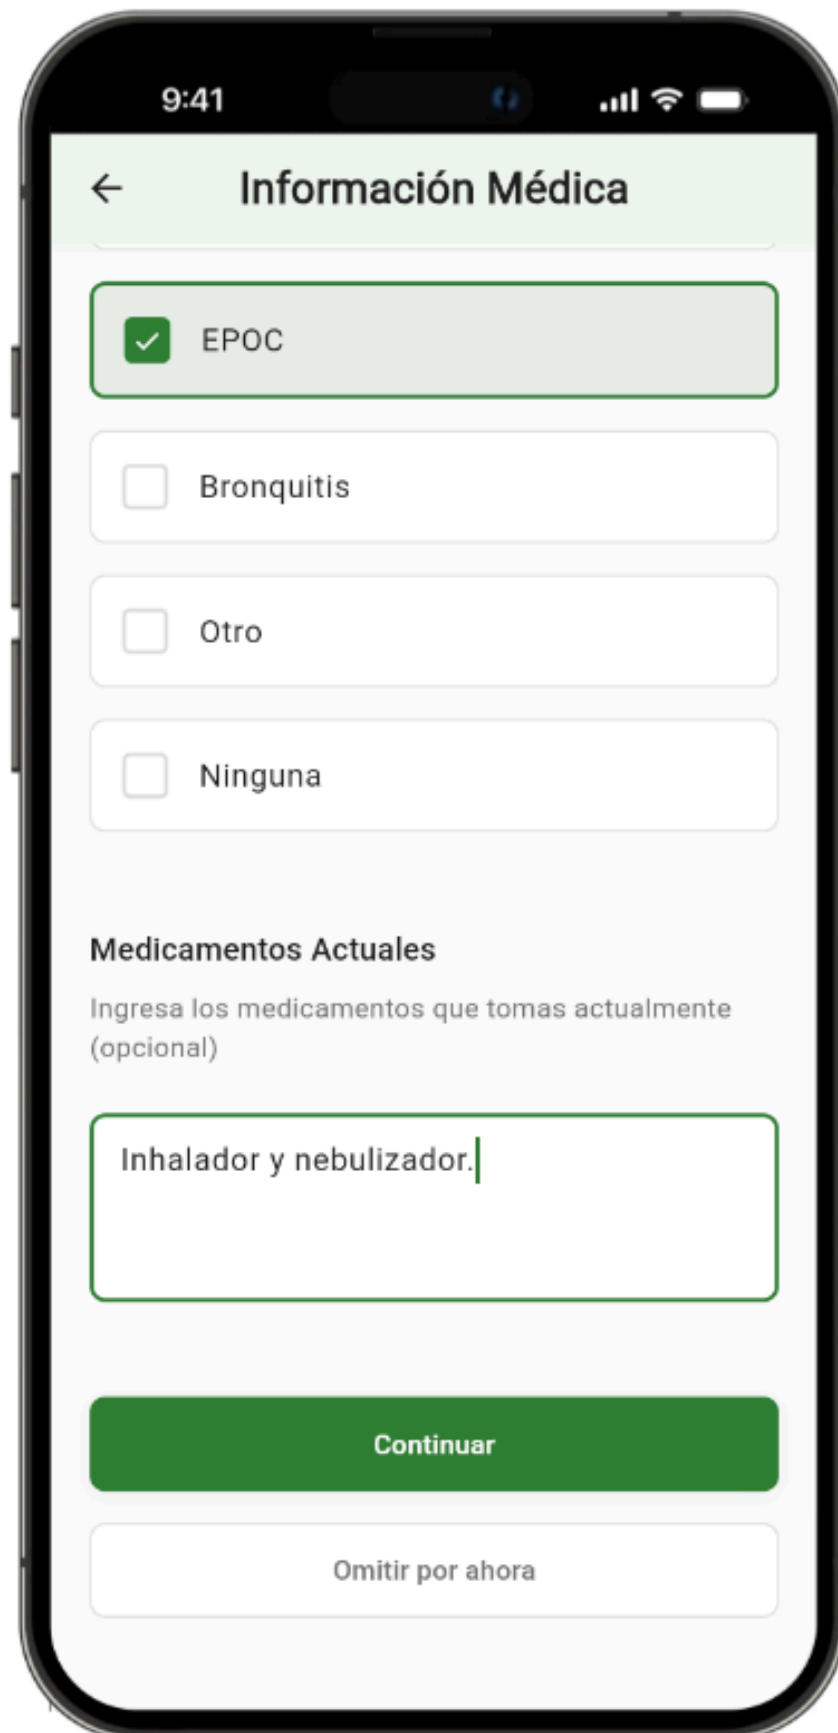 9:41
Información Médica
EPOC
Bronquitis
Otro
Ninguna
Medicamentos Actuales
Ingresa los medicamentos que tomas actualmente
(opcional)
Inhalador y nebulizador.
Continuar
Omitir por ahora